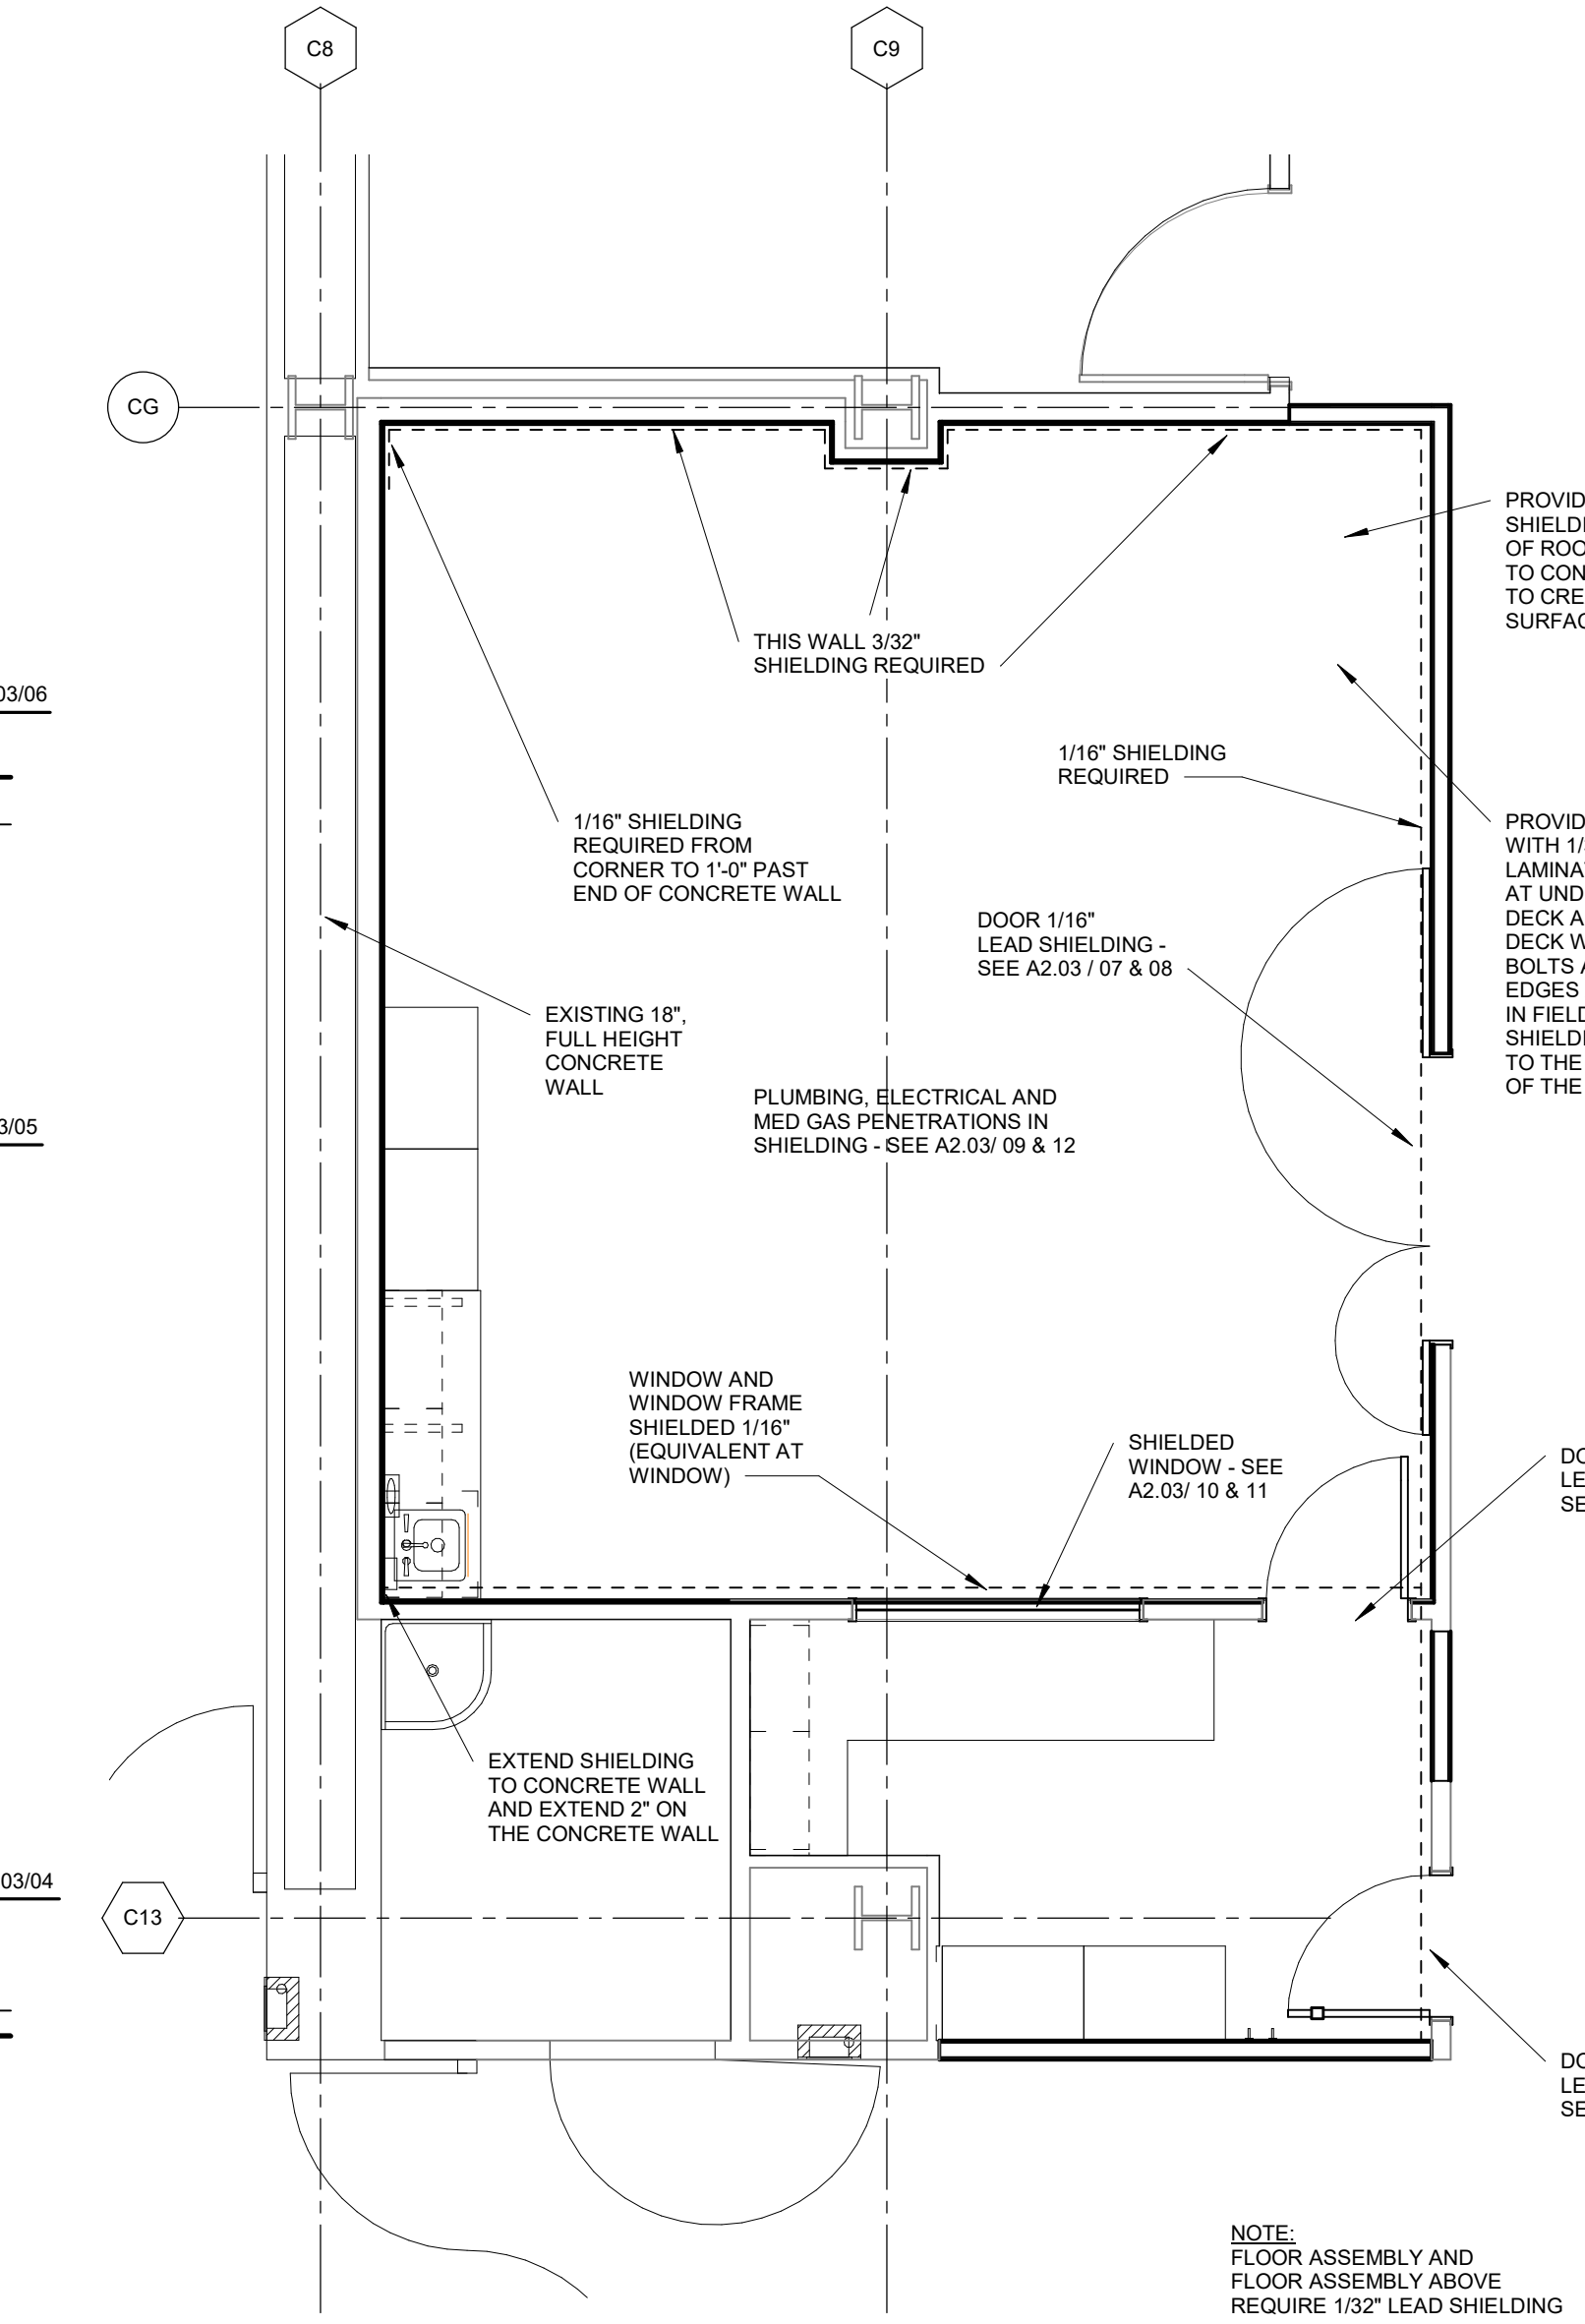 C8
C9
CG
PROVID
SHIELD
OF ROO
TO CON
TO CRE
SURFAC
THIS WALL 3/32"
SHIELDING REQUIRED
03/06
1/16" SHIELDING
REQUIRED
1/16" SHIELDING
REQUIRED FROM
CORNER TO 1'-0" PAST
END OF CONCRETE WALL
PROVID
WITH 1/
LAMINA
AT UND
DECK A
DECK W
BOLTS A
EDGES
IN FIELD
SHIELD
TO THE
OF THE
DOOR 1/16"
LEAD SHIELDING -
SEE A2.03 / 07 & 08
EXISTING 18",
FULL HEIGHT
CONCRETE
WALL
PLUMBING, ELECTRICAL AND
MED GAS PENETRATIONS IN
SHIELDING - SEE A2.03/ 09 & 12
3/05
WINDOW AND
WINDOW FRAME
SHIELDED 1/16"
(EQUIVALENT AT
WINDOW)
SHIELDED
WINDOW - SEE
A2.03/ 10 & 11
DO
LE
SE
EXTEND SHIELDING
TO CONCRETE WALL
AND EXTEND 2" ON
THE CONCRETE WALL
03/04
C13
DO
LE
SE
NOTE:
FLOOR ASSEMBLY AND
FLOOR ASSEMBLY ABOVE
REQUIRE 1/32" LEAD SHIELDING